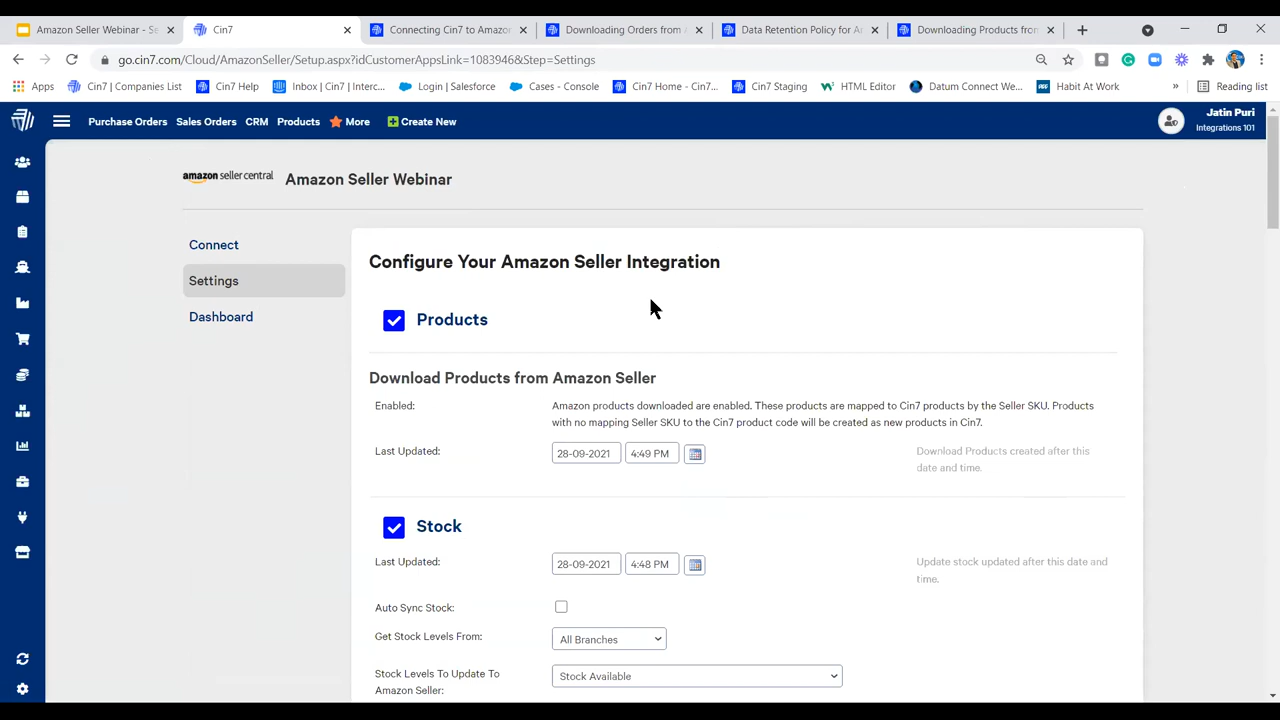 Amazon Seller Webinar - Se
Cin7
Connecting Cin7 to Amazon
Downloading Orders from A
Data Retention Policy for Am
Downloading Products from
go.cin7.com/Cloud/AmazonSeller/Setup.aspx?idCustomerAppsLink=1183946&Step=Settings
Apps
Cin7 | Companies List
Cin7 Help
Inbox | Cin7 | Interc...
Login | Salesforce
Cases - Console
Cin7 Home - Cin7...
Cin7 Staging
HTML Editor
Datum Connect We...
PEG
Habit At Work
»
Reading list
Purchase Orders
Sales Orders
CRM
Products
More
Create New
Jatin Puri
Integrations 101
amazon seller central
Amazon Seller Webinar
Connect
Settings
Dashboard
Configure Your Amazon Seller Integration
Products
Download Products from Amazon Seller
Enabled:
Amazon products downloaded are enabled. These products are mapped to Cin7 products by the Seller SKU. Products
with no mapping Seller SKU to the Cin7 product code will be created as new products in Cin7.
Last Updated:
28-09-2021
4:49 PM
Download Products created after this
date and time.
Stock
Last Updated:
28-09-2021
4:48 PM
Update stock updated after this date and
time.
Auto Sync Stock:
Get Stock Levels From:
All Branches
Stock Levels To Update To
Amazon Seller:
Stock Available